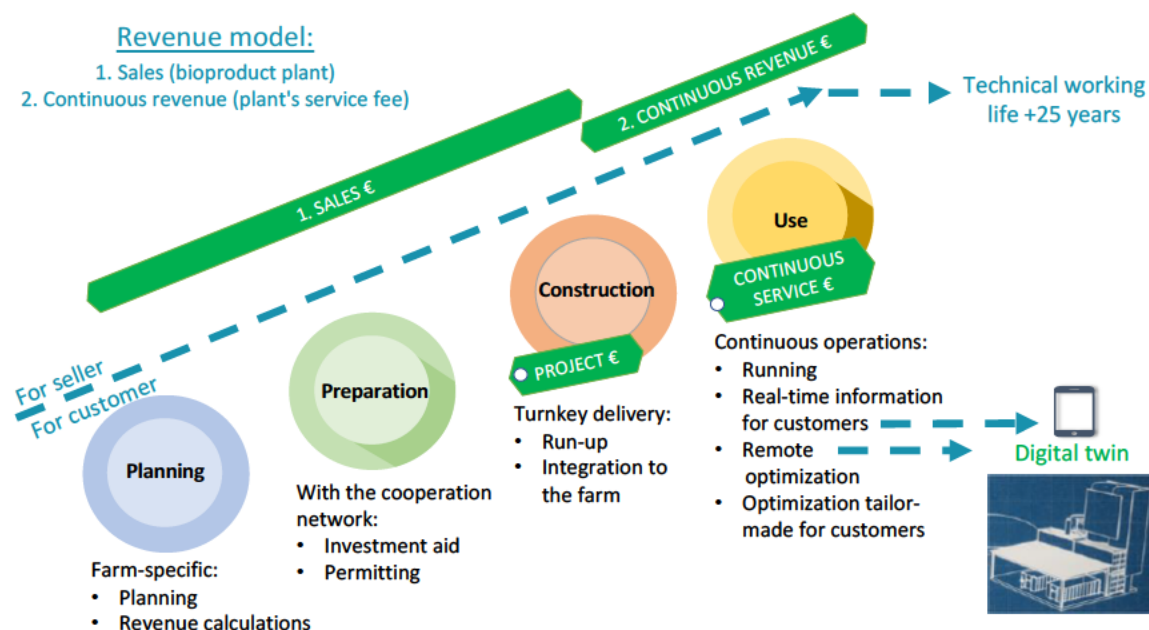 Revenue model:
1. Sales (bioproduct plant)
2. Continuous revenue (plant's service fee)
1. SALES €
2. CONTINUOUS REVENUE €
Technical working
life +25 years
For seller
For customer
Planning
Farm-specific:
• Planning
• Revenue calculations
Preparation
With the cooperation
network:
• Investment aid
• Permitting
Construction
PROJECT €
Turnkey delivery:
• Run-up
• Integration to
the farm
Use
CONTINUOUS
SERVICE €
Continuous operations:
• Running
• Real-time information
for customers
• Remote
optimization
• Optimization tailor-
made for customers
Digital twin